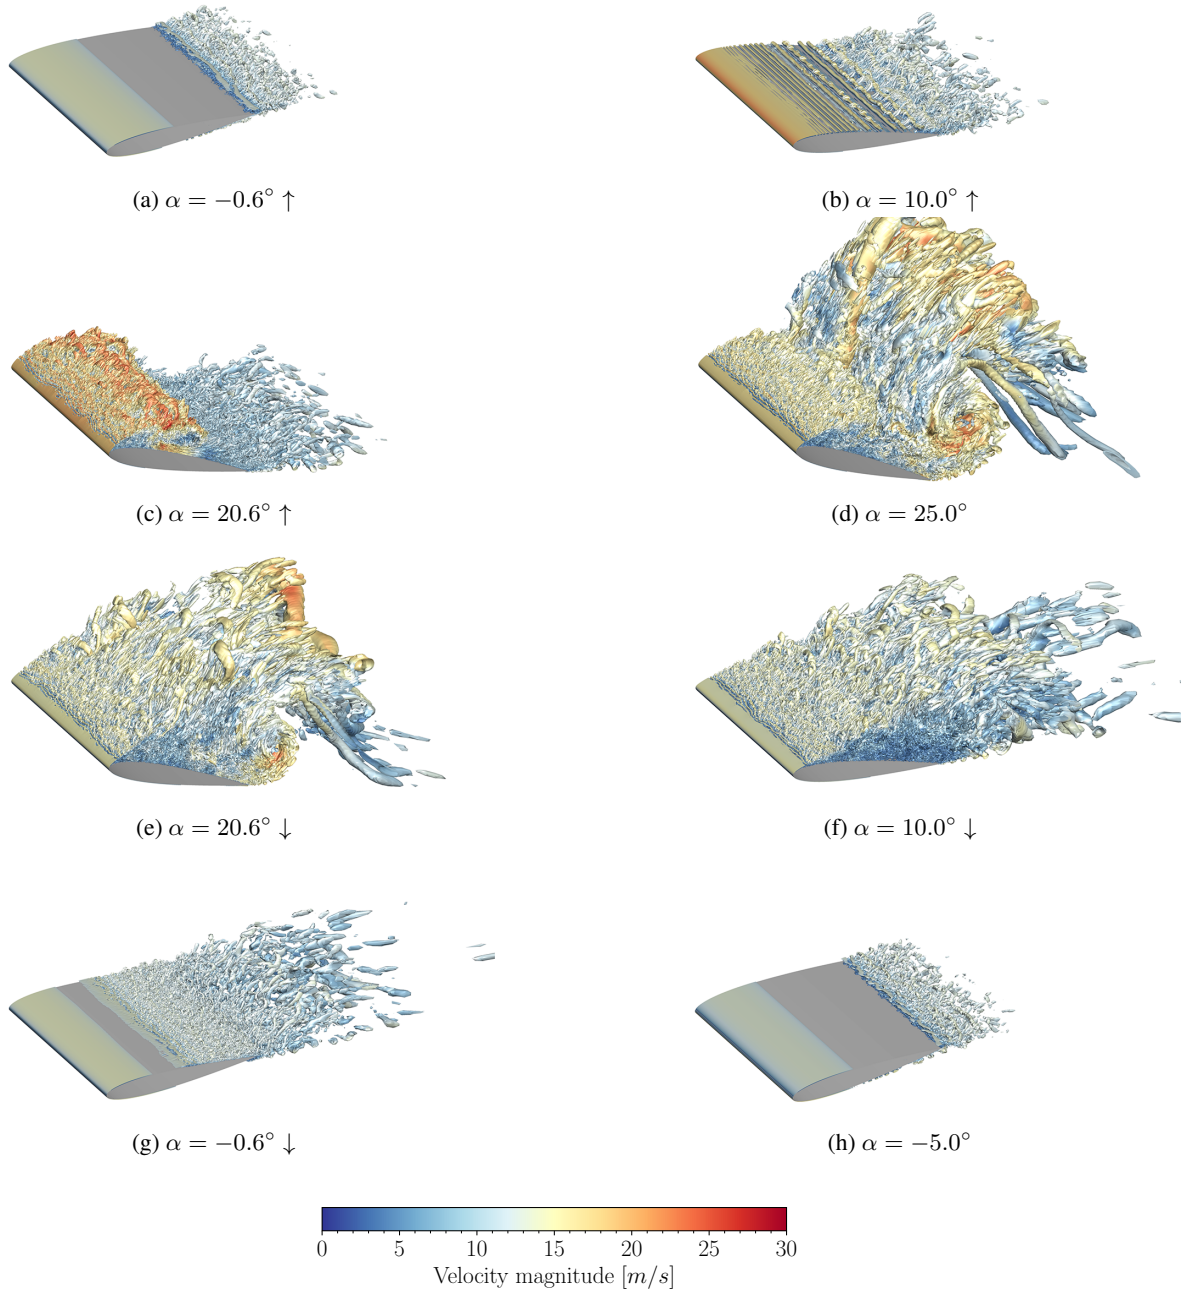 (a) α = −0.6° ↑
(b) α = 10.0° ↑
(c) α = 20.6° ↑
(d) α = 25.0°
(e) α = 20.6° ↓
(f) α = 10.0° ↓
(g) α = −0.6° ↓
(h) α = −5.0°
0 5 10 15 20 25 30
Velocity magnitude [m/s]